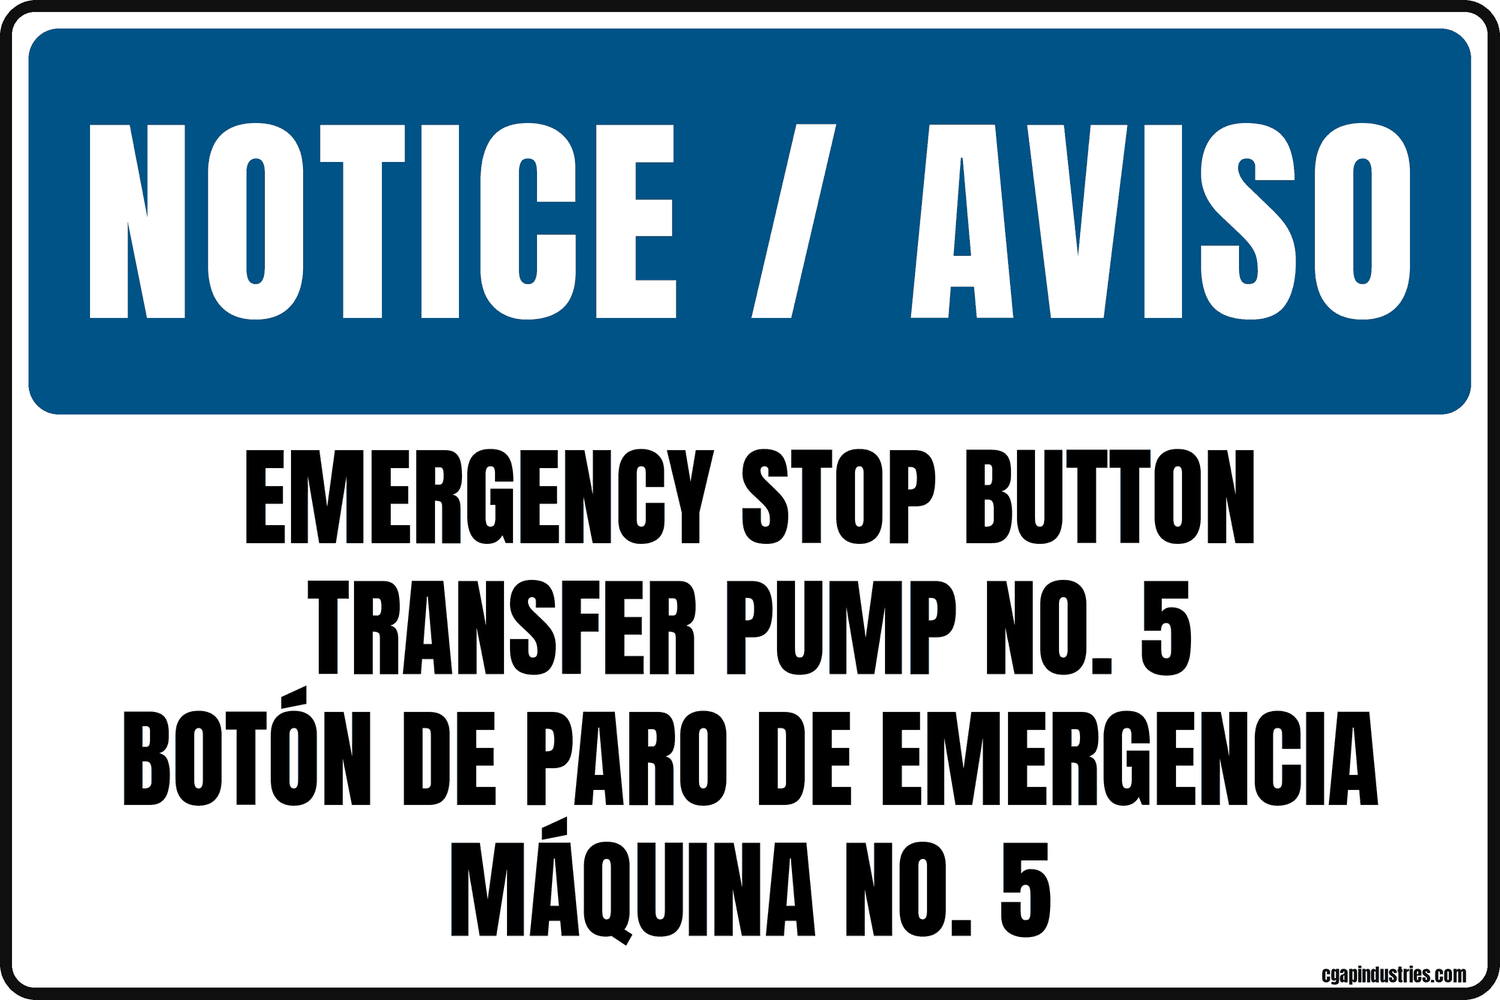 NOTICE / AVISO
EMERGENCY STOP BUTTON
TRANSFER PUMP NO. 5
BOTÓN DE PARO DE EMERGENCIA
MÁQUINA NO. 5
cgapindustries.com